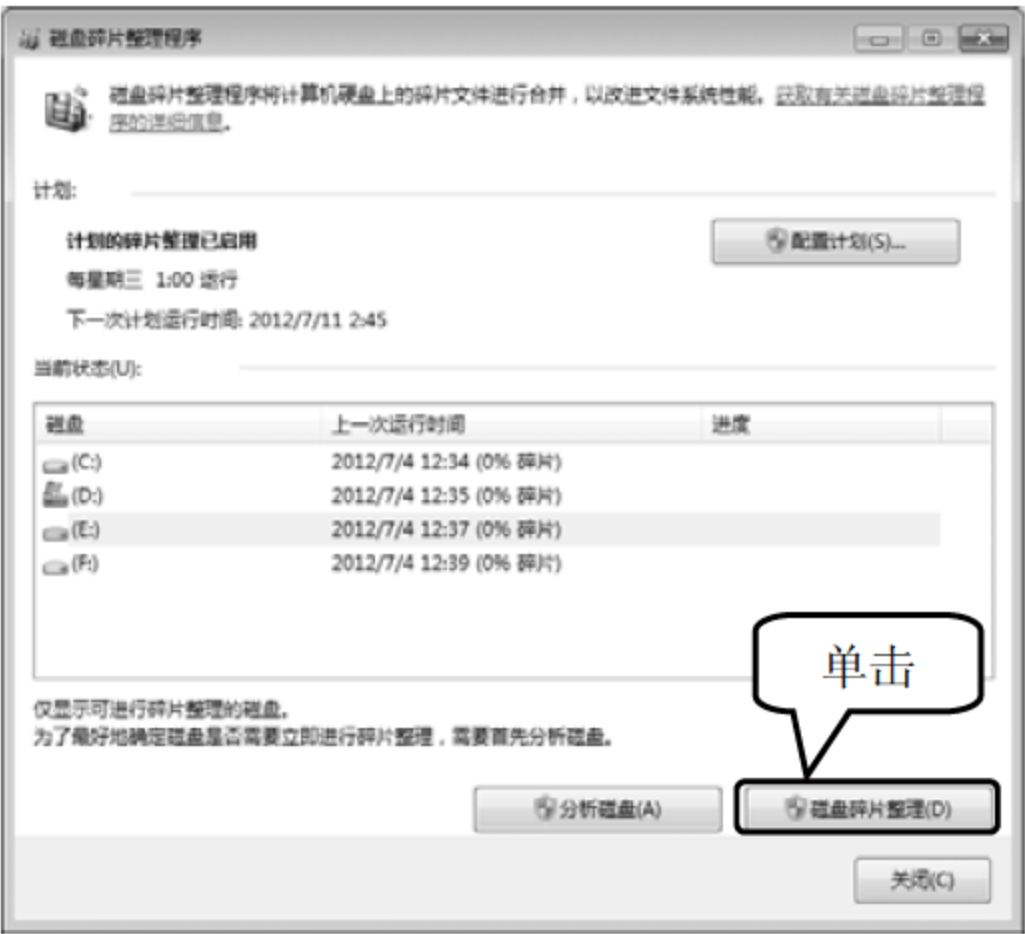 磁盘碎片整理程序
磁盘碎片整理程序将计算机硬盘上的碎片文件进行合并，以改进文件系统性能。获取有关磁盘碎片整理程
序的详细信息。
计划:
计划的碎片整理已启用
配置计划(S)...
每星期三 1:00 运行
下一次计划运行时间: 2012/7/11 2:45
当前状态(U):
磁盘 上一次运行时间 进度
(C:) 2012/7/4 12:34 (0% 碎片)
(D:) 2012/7/4 12:35 (0% 碎片)
(E:) 2012/7/4 12:37 (0% 碎片)
(F:) 2012/7/4 12:39 (0% 碎片)
单击
仅显示可进行碎片整理的磁盘。
为了最好地确定磁盘是否需要立即进行碎片整理，需要首先分析磁盘。
分析磁盘(A) 磁盘碎片整理(D)
关闭(C)